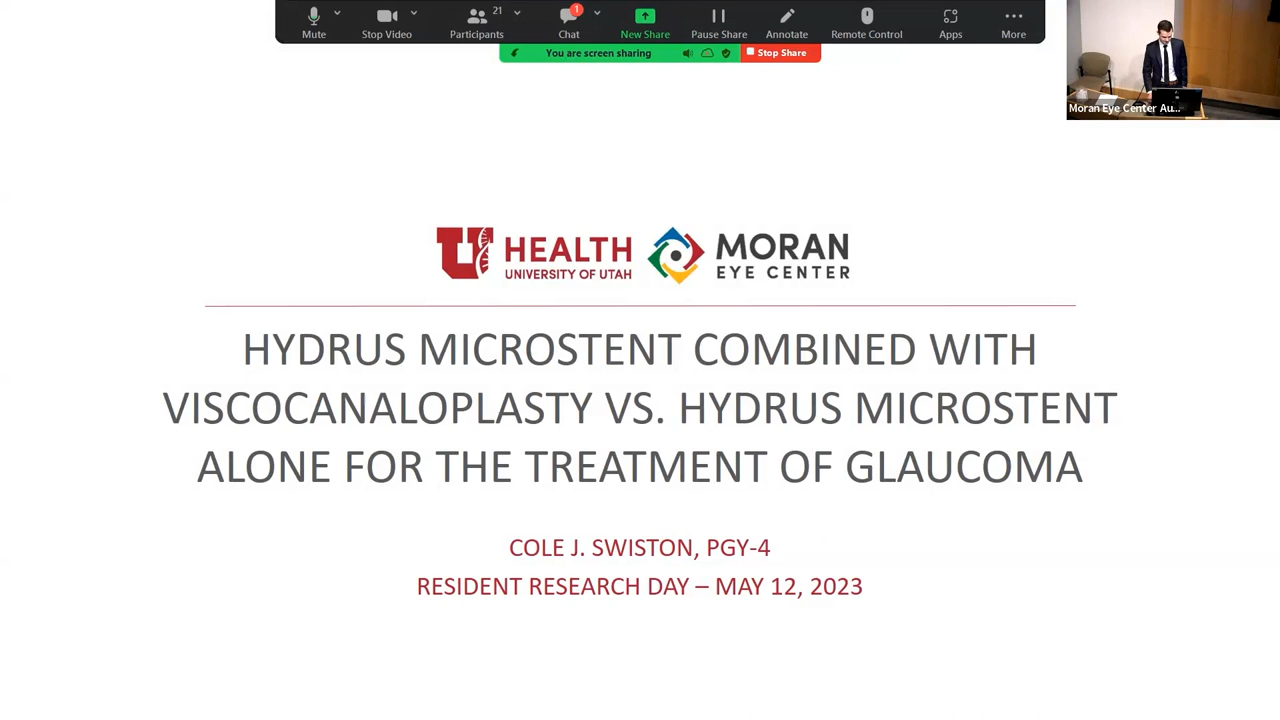 21
1
Mute
Stop Video
Participants
Chat
New Share
Pause Share
Annotate
Remote Control
Apps
More
You are screen sharing
Stop Share
Moran Eye Center Au...
U HEALTH
UNIVERSITY OF UTAH
MORAN
EYE CENTER
HYDRUS MICROSTENT COMBINED WITH
VISCOCANALOPLASTY VS. HYDRUS MICROSTENT
ALONE FOR THE TREATMENT OF GLAUCOMA
COLE J. SWISTON, PGY-4
RESIDENT RESEARCH DAY – MAY 12, 2023